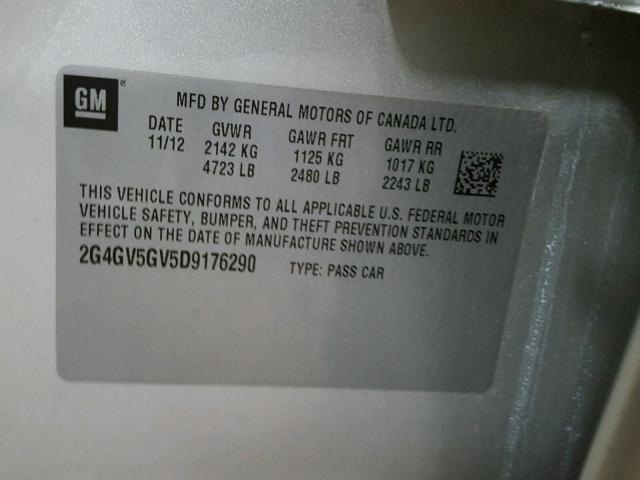 GM®
MFD BY GENERAL MOTORS OF CANADA LTD.
DATE GVWR GAWR FRT GAWR RR
11/12 2142 KG 1125 KG 1017 KG
4723 LB 2480 LB 2243 LB
THIS VEHICLE CONFORMS TO ALL APPLICABLE U.S. FEDERAL MOTOR
VEHICLE SAFETY, BUMPER, AND THEFT PREVENTION STANDARDS IN
EFFECT ON THE DATE OF MANUFACTURE SHOWN ABOVE.
2G4GV5GV5D9176290 TYPE: PASS CAR